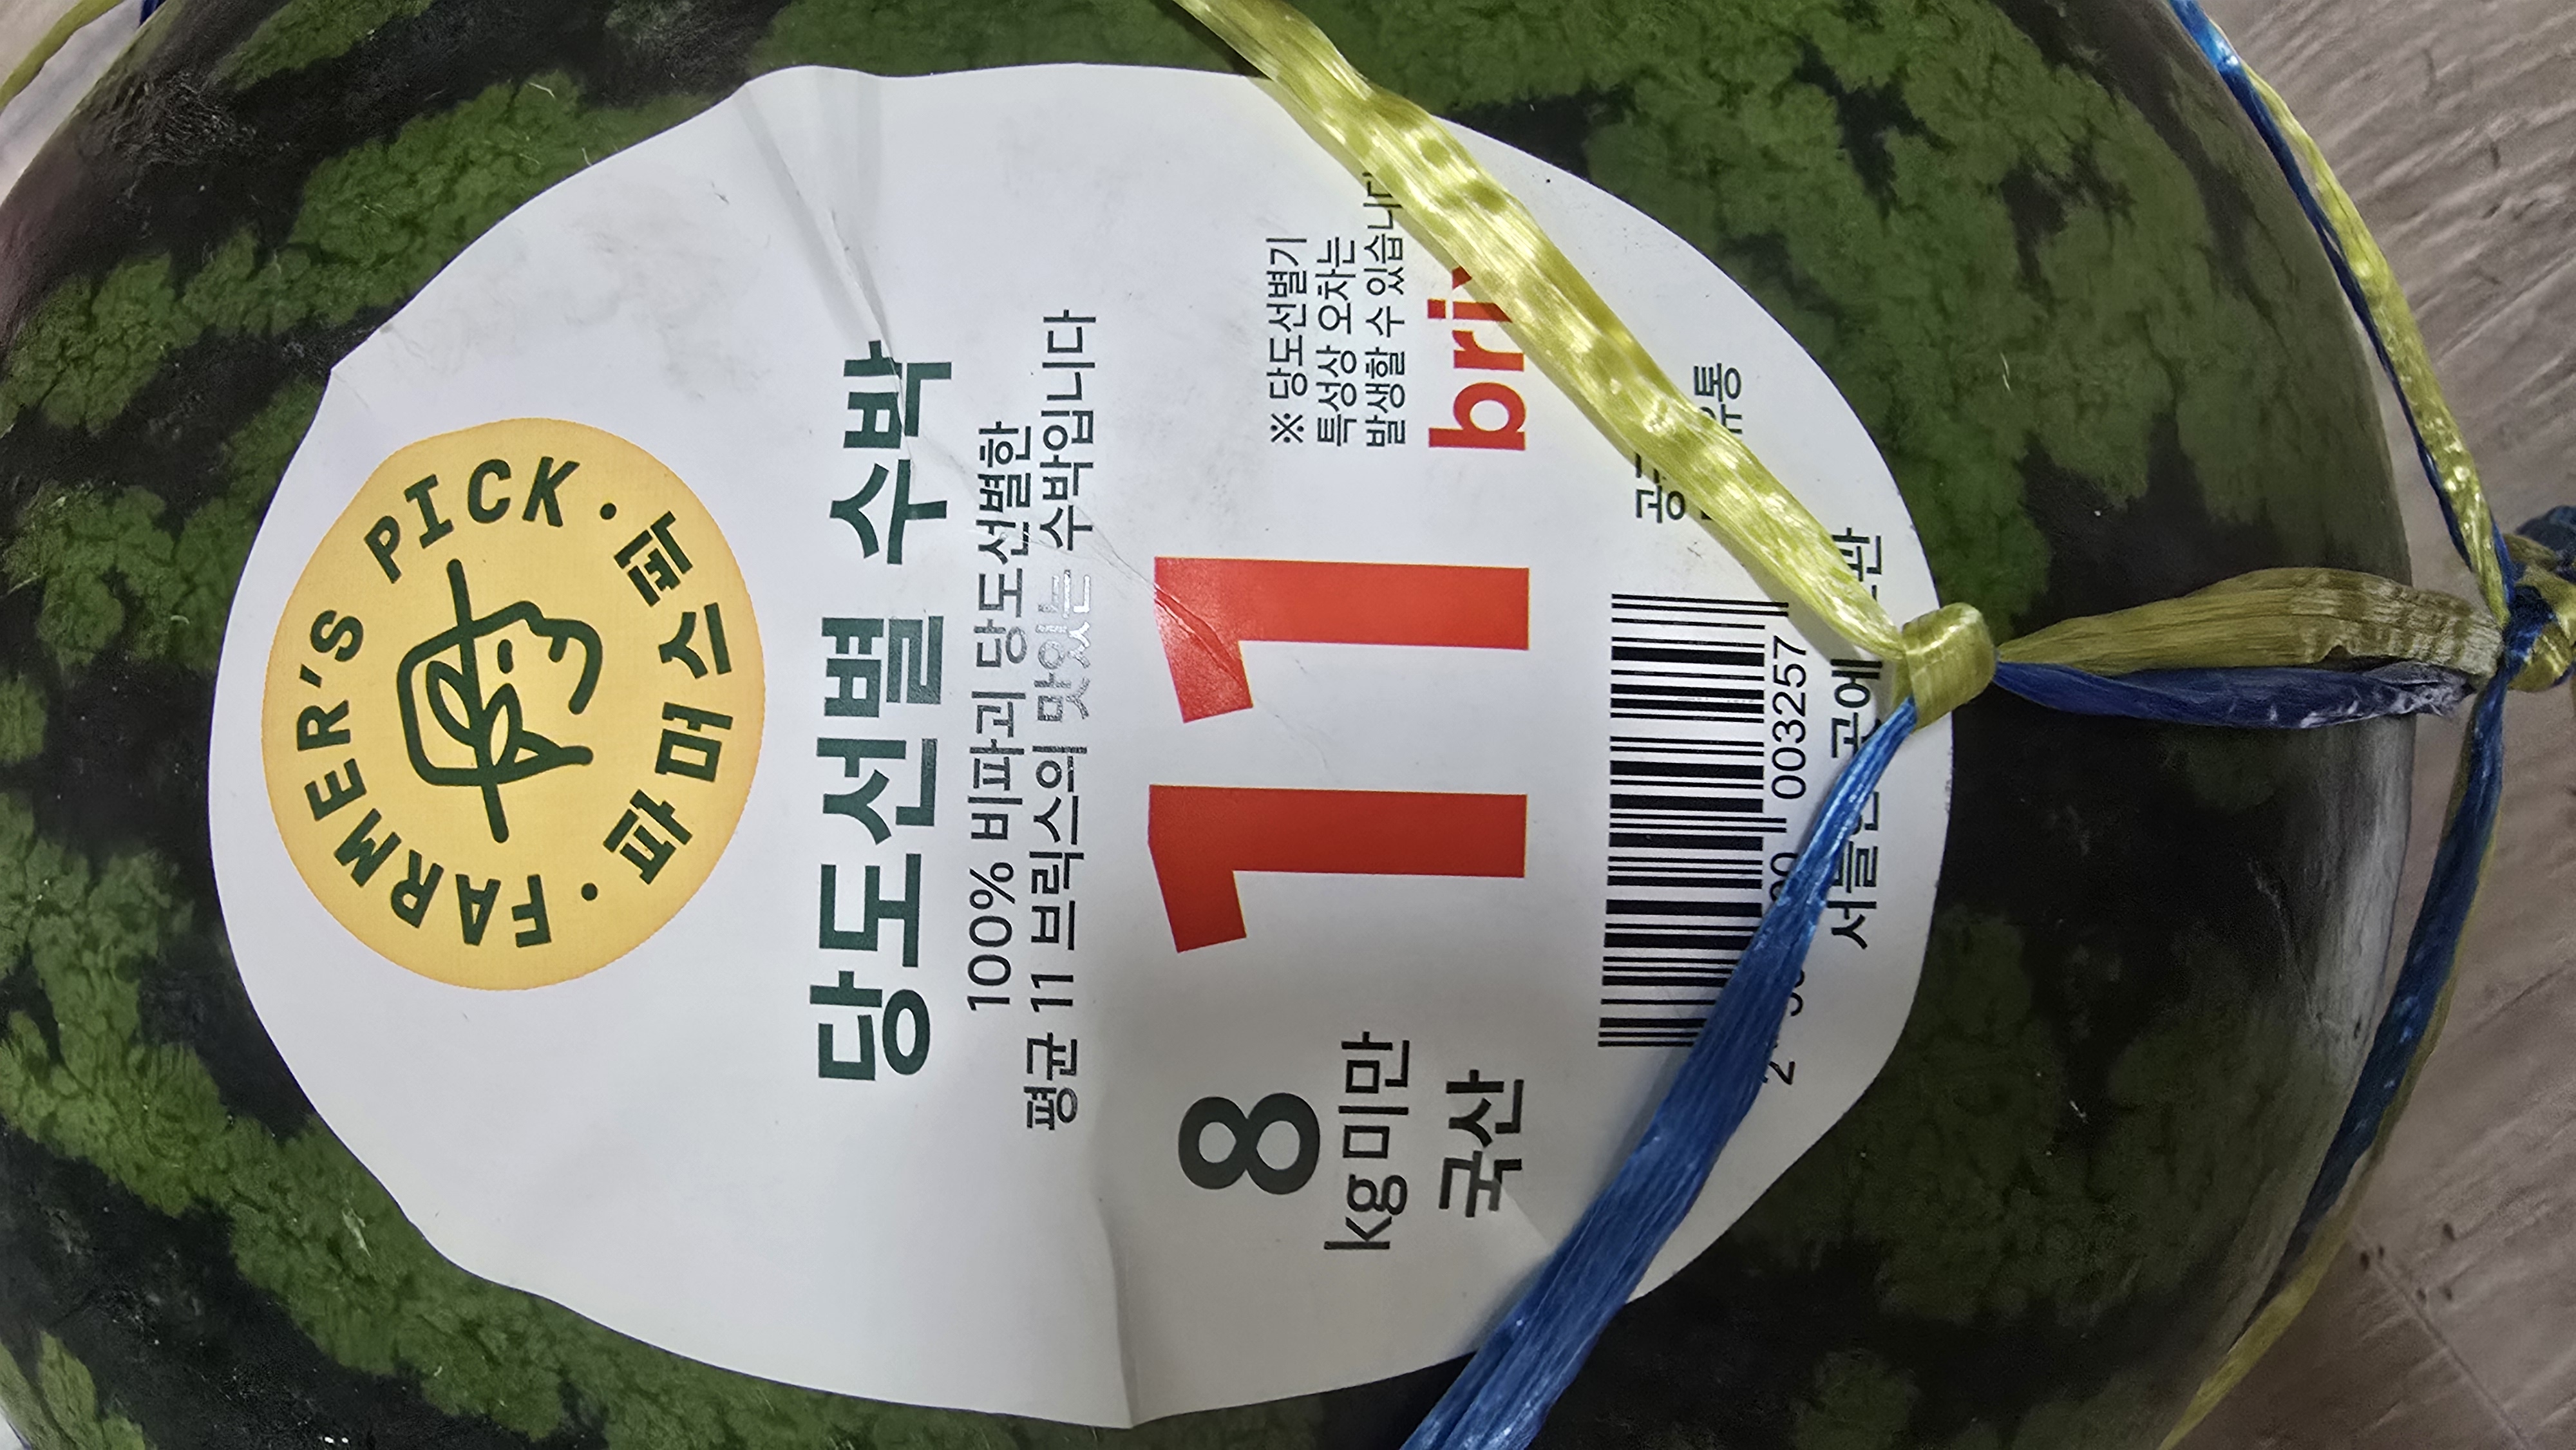 FARMER'S PICK · 파머스픽 ·
당도선별 수박
100% 비파괴 당도선별한
평균 11 브릭스의 맛있는 수박입니다
※ 당도선별기
특성상 오차는
발생할 수 있습니다
8
kg미만
국산
11
003257